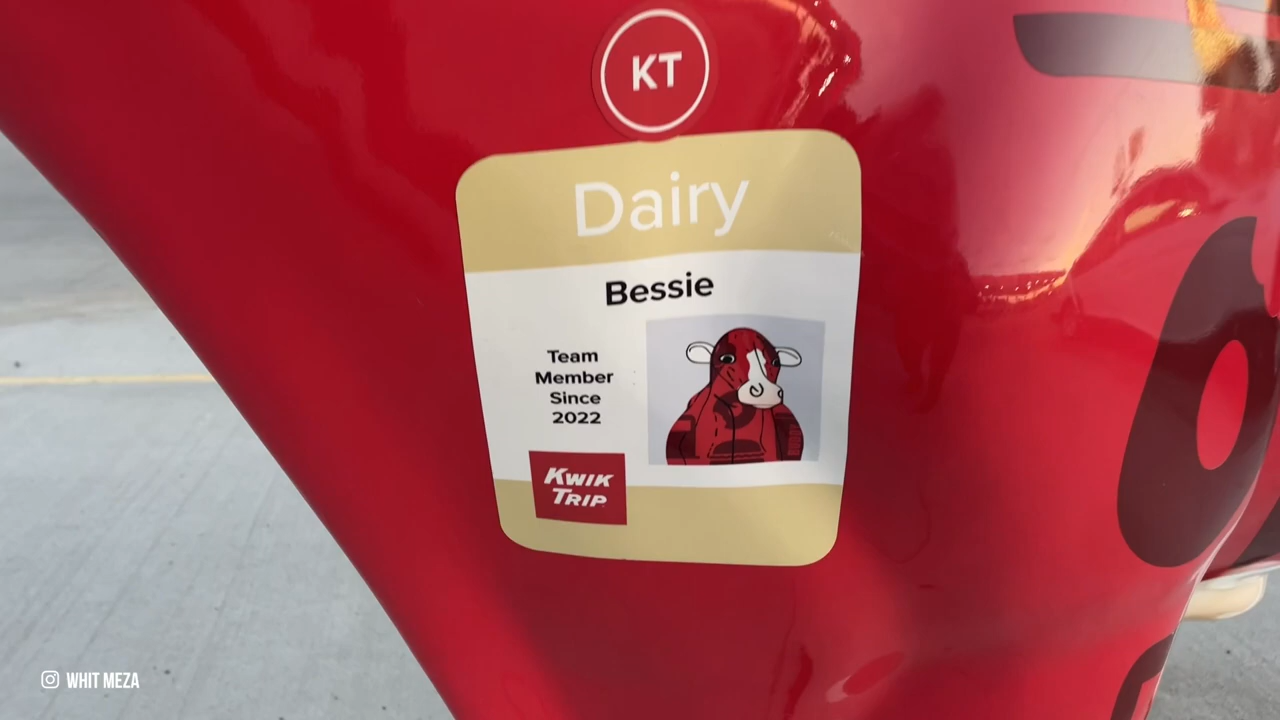 KT
Dairy
Bessie
Team
Member
Since
2022
KWIK
TRIP
WHIT MEZA